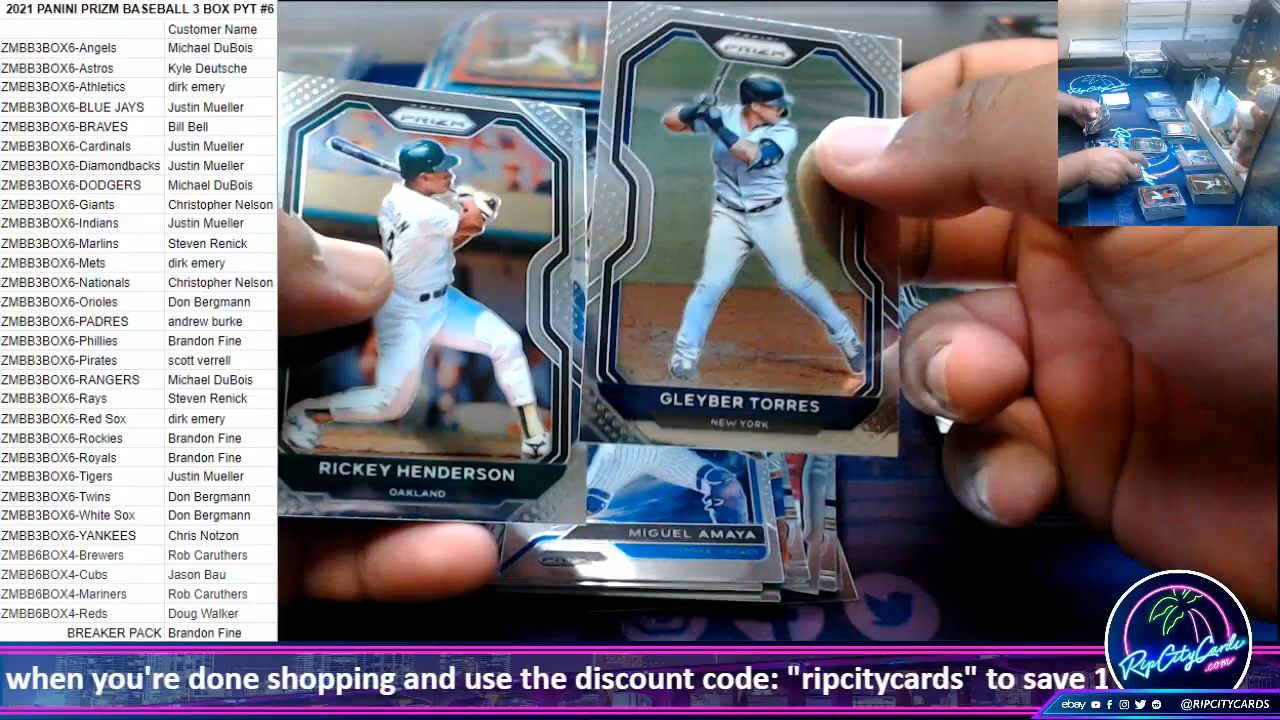 2021 PANINI PRIZM BASEBALL 3 BOX PYT #6
Customer Name
ZMBB3BOX6-Angels Michael DuBois
ZMBB3BOX6-Astros Kyle Deutsche
ZMBB3BOX6-Athletics dirk emery
ZMBB3BOX6-BLUE JAYS Justin Mueller
ZMBB3BOX6-BRAVES Bill Bell
ZMBB3BOX6-Cardinals Justin Mueller
ZMBB3BOX6-Diamondbacks Justin Mueller
ZMBB3BOX6-DODGERS Michael DuBois
ZMBB3BOX6-Giants Christopher Nelson
ZMBB3BOX6-Indians Justin Mueller
ZMBB3BOX6-Marlins Steven Renick
ZMBB3BOX6-Mets dirk emery
ZMBB3BOX6-Nationals Christopher Nelson
ZMBB3BOX6-Orioles Don Bergmann
ZMBB3BOX6-PADRES andrew burke
ZMBB3BOX6-Phillies Brandon Fine
ZMBB3BOX6-Pirates scott verrell
ZMBB3BOX6-RANGERS Michael DuBois
ZMBB3BOX6-Rays Steven Renick
ZMBB3BOX6-Red Sox dirk emery
ZMBB3BOX6-Rockies Brandon Fine
ZMBB3BOX6-Royals Brandon Fine
ZMBB3BOX6-Tigers Justin Mueller
ZMBB3BOX6-Twins Don Bergmann
ZMBB3BOX6-White Sox Don Bergmann
ZMBB3BOX6-YANKEES Chris Notzon
ZMBB6BOX4-Brewers Rob Caruthers
ZMBB6BOX4-Cubs Jason Bau
ZMBB6BOX4-Mariners Rob Caruthers
ZMBB6BOX4-Reds Doug Walker
BREAKER PACK Brandon Fine
PANINI
PRIZM
RICKEY HENDERSON
OAKLAND
PANINI
PRIZM
GLEYBER TORRES
NEW YORK
MIGUEL AMAYA
PRIZM
RipCityCards
.com
when you're done shopping and use the discount code: "ripcitycards" to save 1
ebay @RIPCITYCARDS